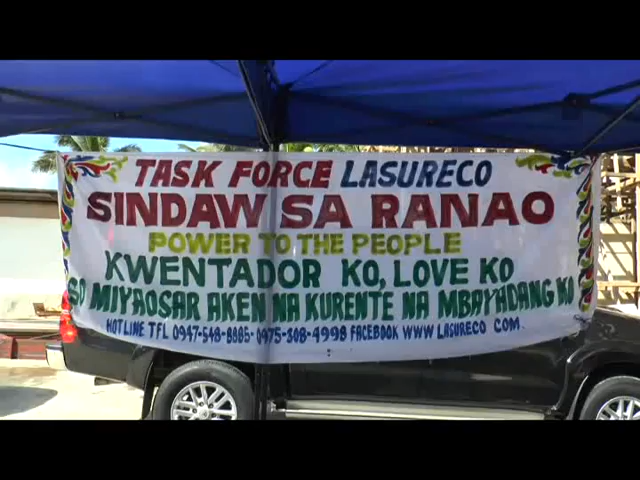 TASK FORCE LASURECO
SINDAW SA RANAO
POWER TO THE PEOPLE
KWENTADOR KO, LOVE KO
SO MIYAOSAR AKEN NA KURENTE NA MBAYADANG KO
HOTLINE TFL 0947-548-8885-0975-308-4998 FACEBOOK WWW LASURECO COM